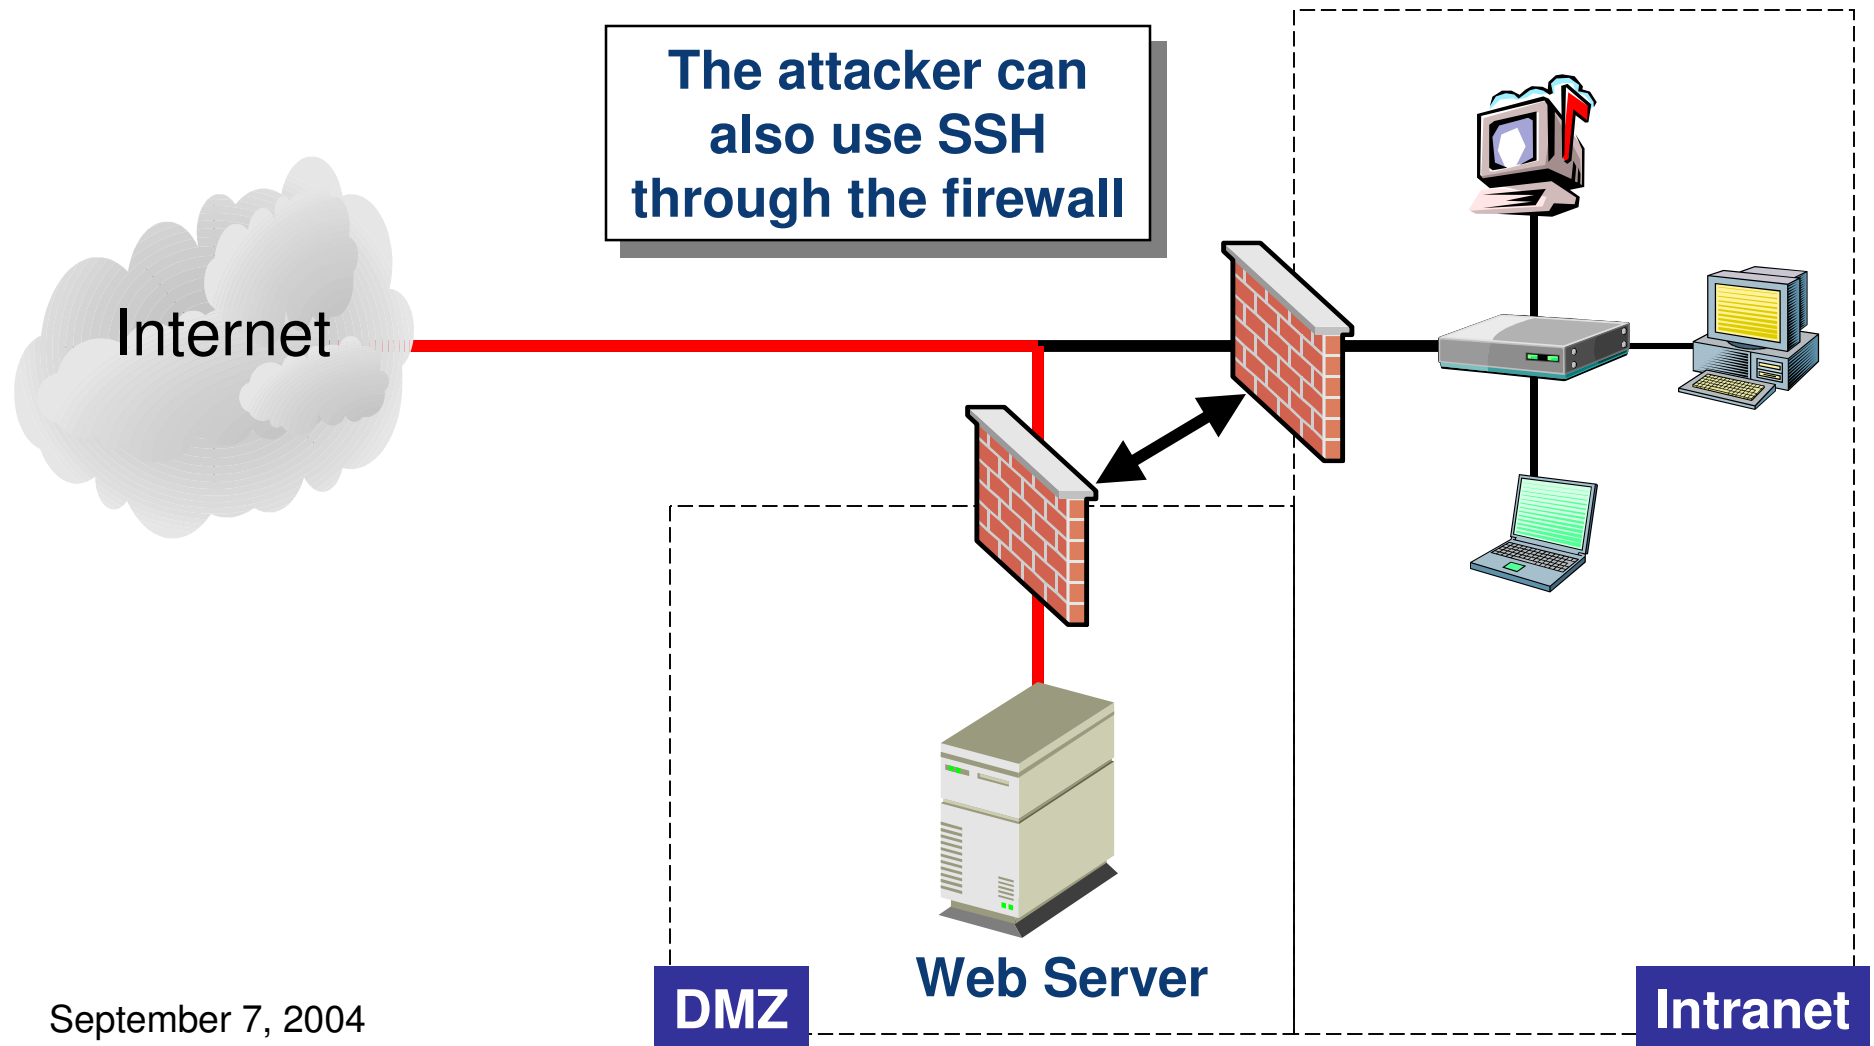 The attacker can
also use SSH
through the firewall
Internet
Web Server
DMZ
Intranet
September 7, 2004